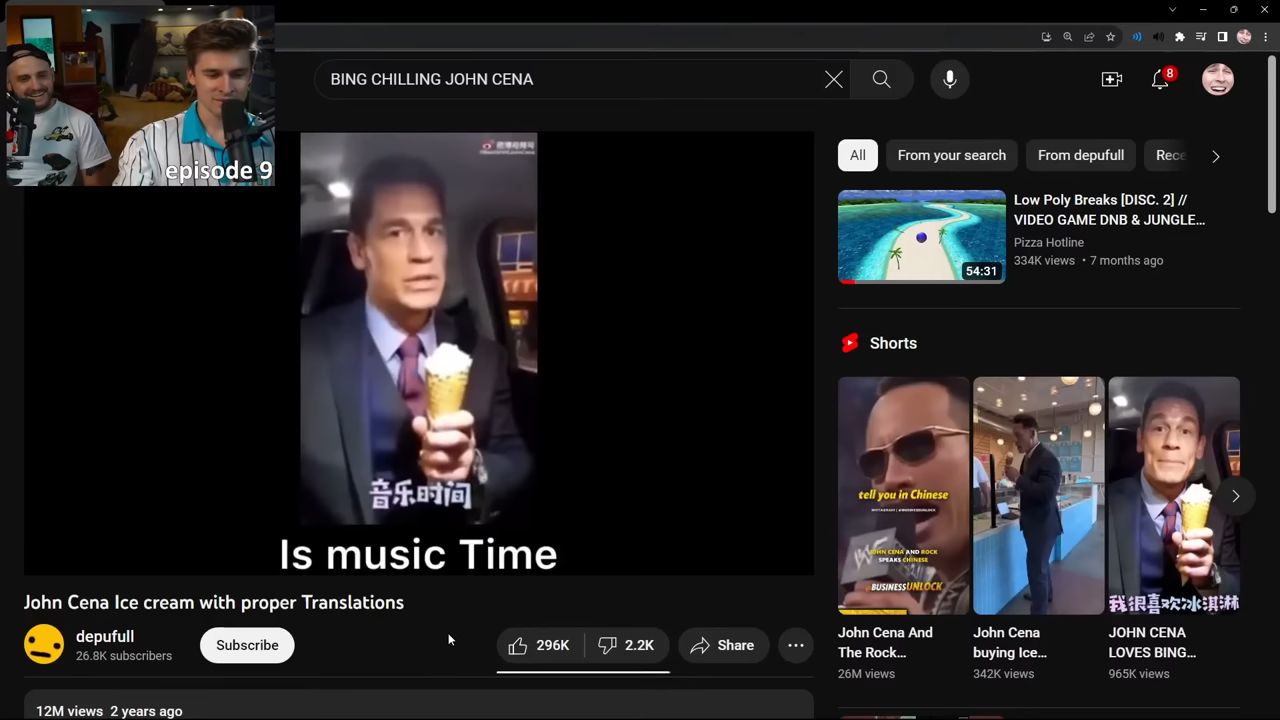 BING CHILLING JOHN CENA
8
episode 9
音乐时间
Is music Time
John Cena Ice cream with proper Translations
depufull
26.8K subscribers
Subscribe
296K
2.2K
Share
12M views 2 years ago
All
From your search
From depufull
Rece
Low Poly Breaks [DISC. 2] //
VIDEO GAME DNB & JUNGLE...
Pizza Hotline
334K views • 7 months ago
54:31
Shorts
tell you in Chinese
JOHN CENA AND ROCK
SPEAKS CHINESE
@BUSINESSUNLOCK
John Cena And
The Rock...
26M views
John Cena
buying Ice...
342K views
我很喜欢冰淇淋
JOHN CENA
LOVES BING...
965K views